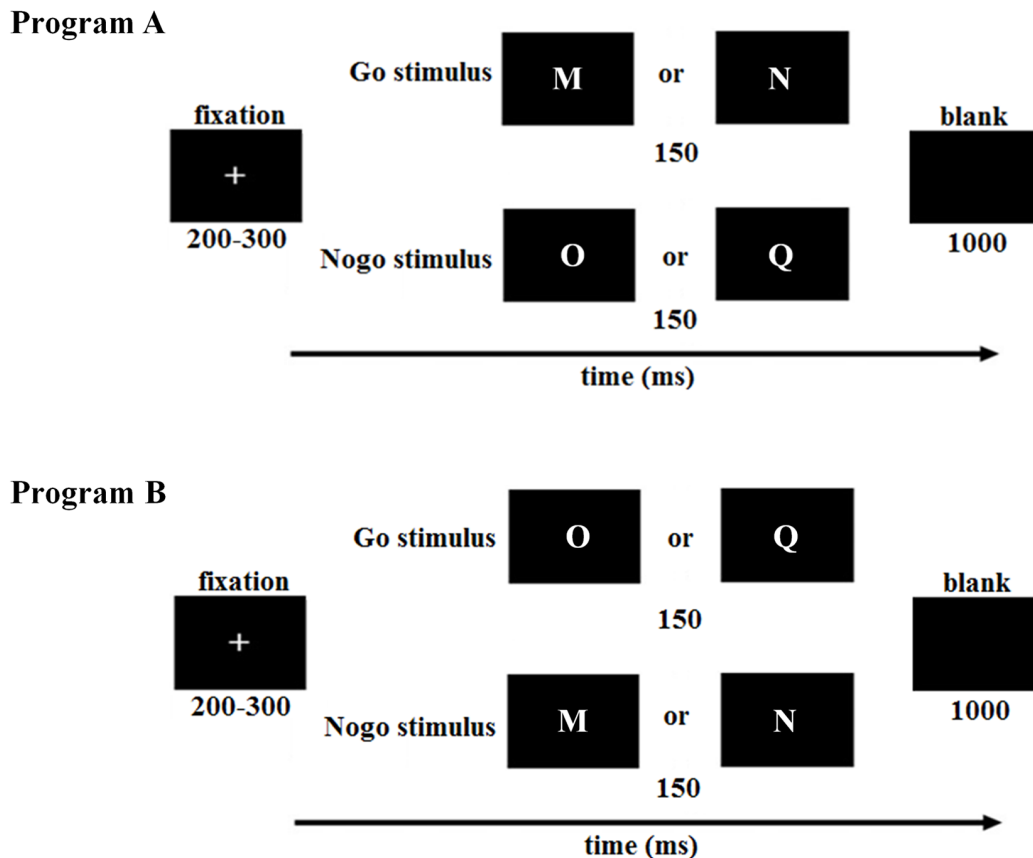 Program A
Go stimulus M or N
fixation
blank
150
+
200-300
1000
Nogo stimulus O or Q
150
time (ms)
Program B
Go stimulus O or Q
fixation
blank
150
+
200-300
1000
Nogo stimulus M or N
150
time (ms)